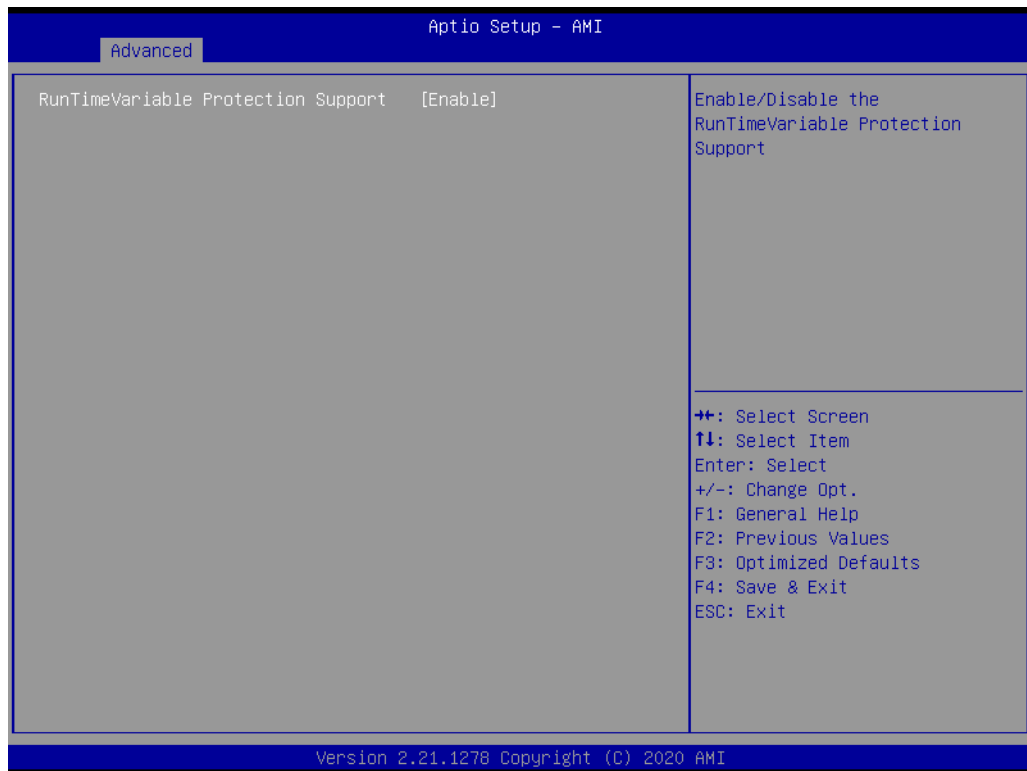 Aptio Setup – AMI
Advanced
RunTimeVariable Protection Support [Enable]
Enable/Disable the
RunTimeVariable Protection
Support
→←: Select Screen
↑↓: Select Item
Enter: Select
+/-: Change Opt.
F1: General Help
F2: Previous Values
F3: Optimized Defaults
F4: Save & Exit
ESC: Exit
Version 2.21.1278 Copyright (C) 2020 AMI